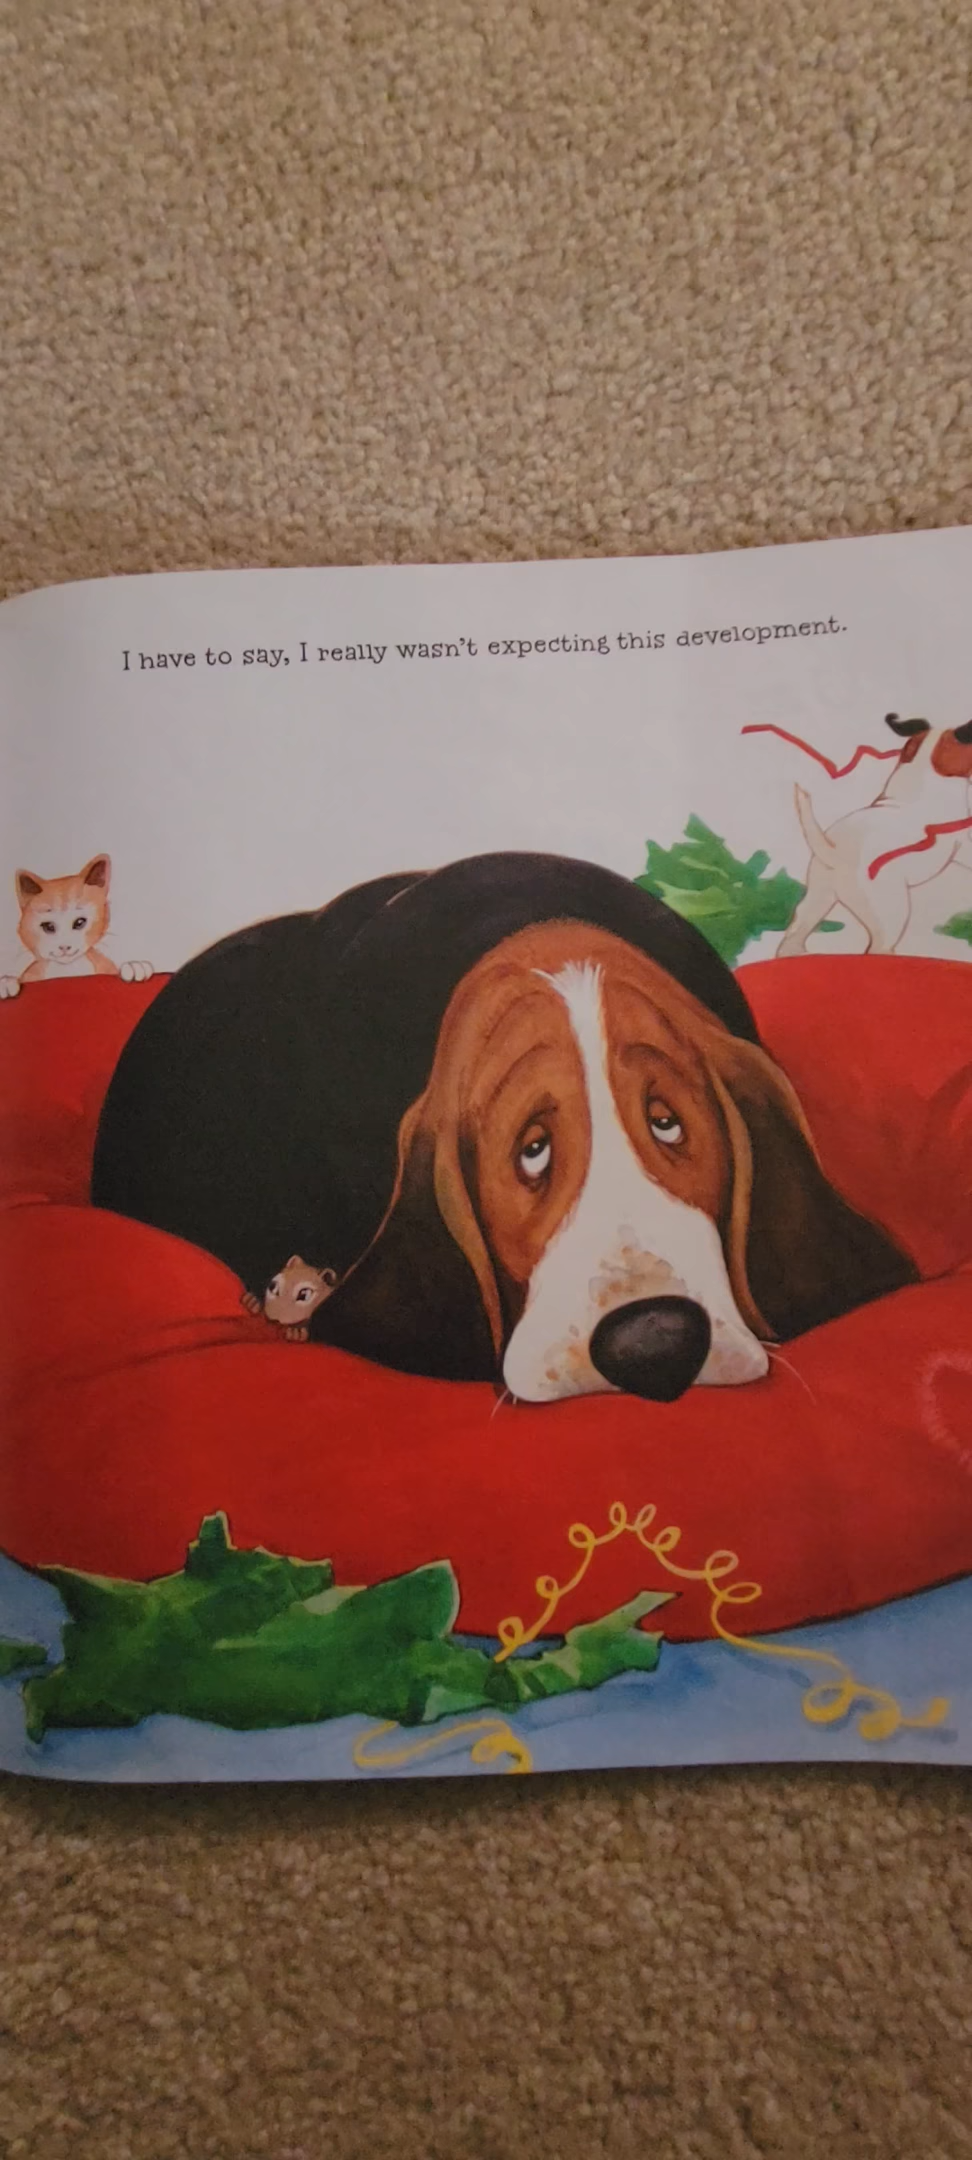 I have to say, I really wasn't expecting this development.